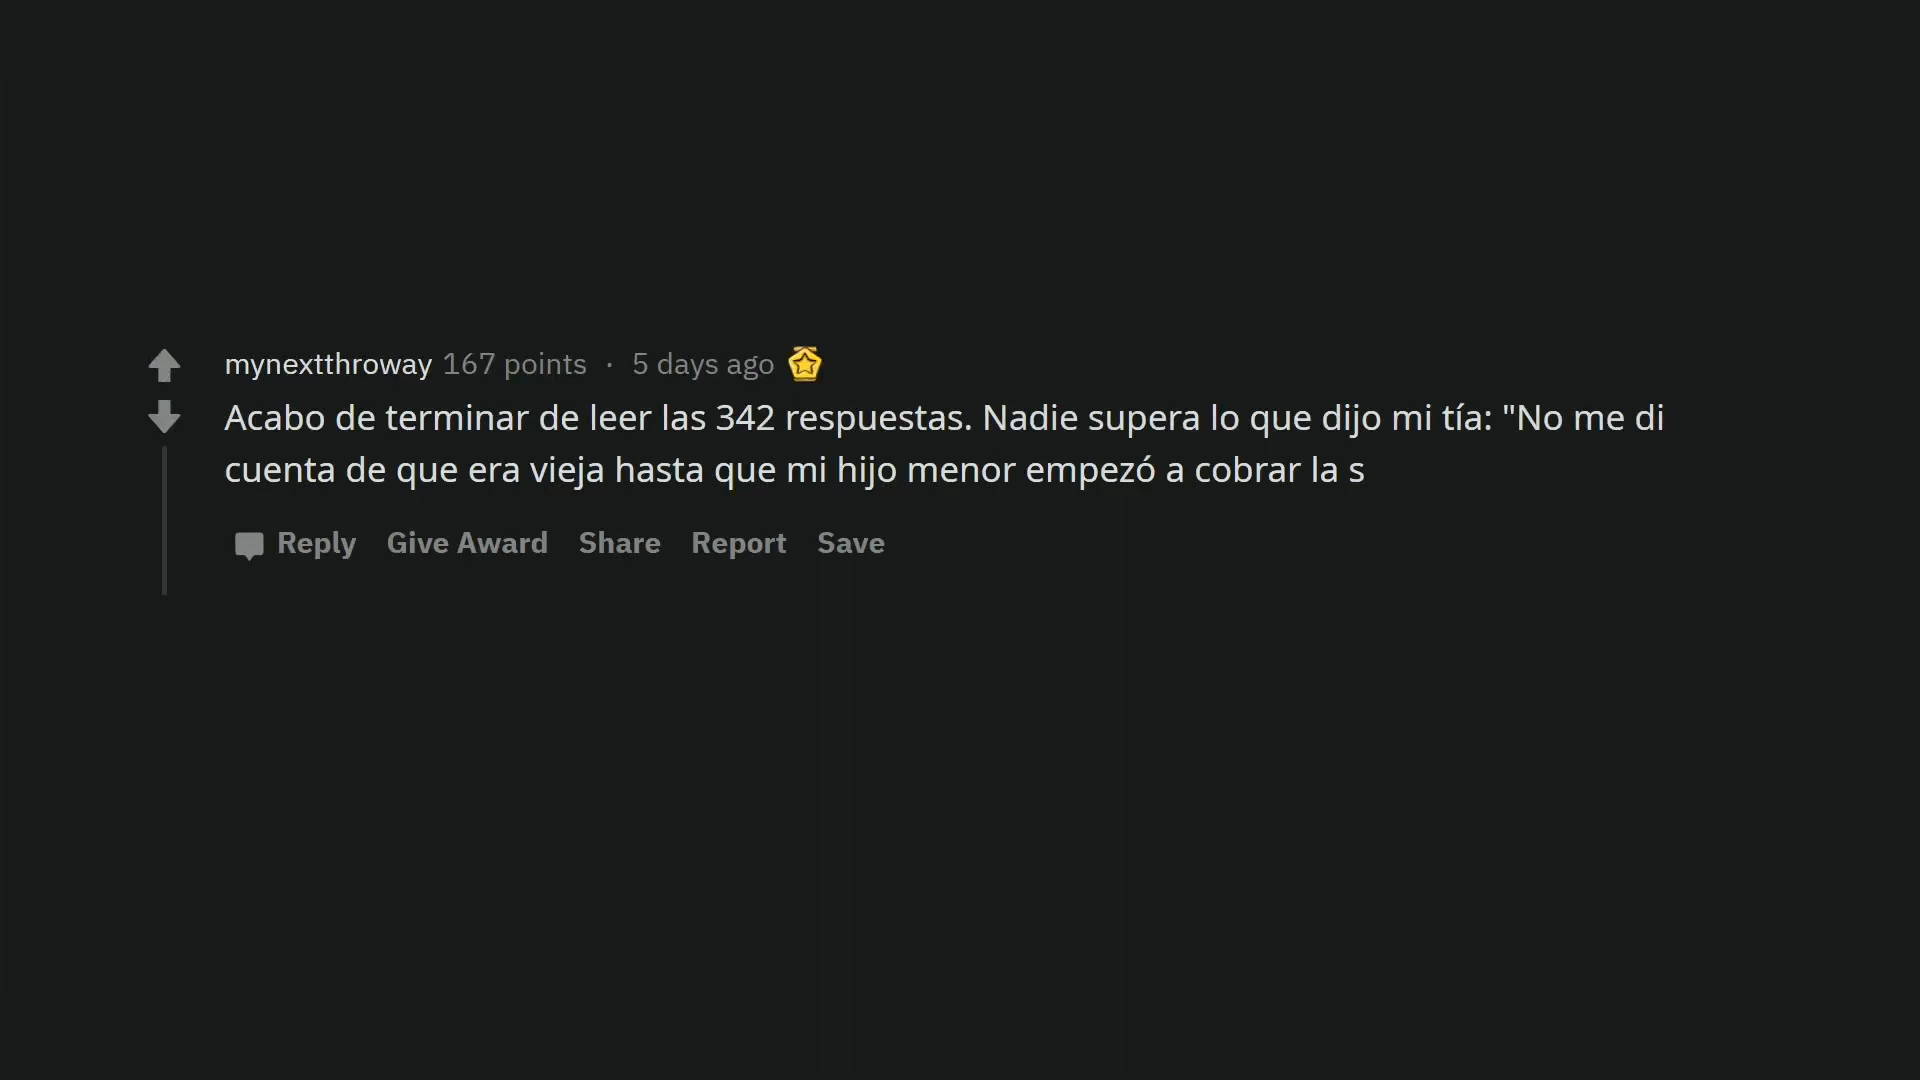 mynextthroway 167 points · 5 days ago
Acabo de terminar de leer las 342 respuestas. Nadie supera lo que dijo mi tía: "No me di
cuenta de que era vieja hasta que mi hijo menor empezó a cobrar la s
Reply Give Award Share Report Save